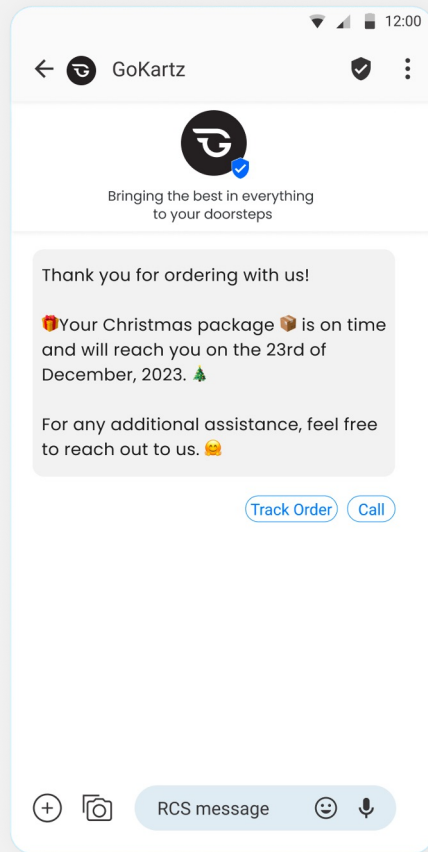 12:00
GoKartz
Bringing the best in everything
to your doorsteps
Thank you for ordering with us!
🎁Your Christmas package 📦 is on time
and will reach you on the 23rd of
December, 2023. 🎄
For any additional assistance, feel free
to reach out to us. 🤗
Track Order Call
RCS message